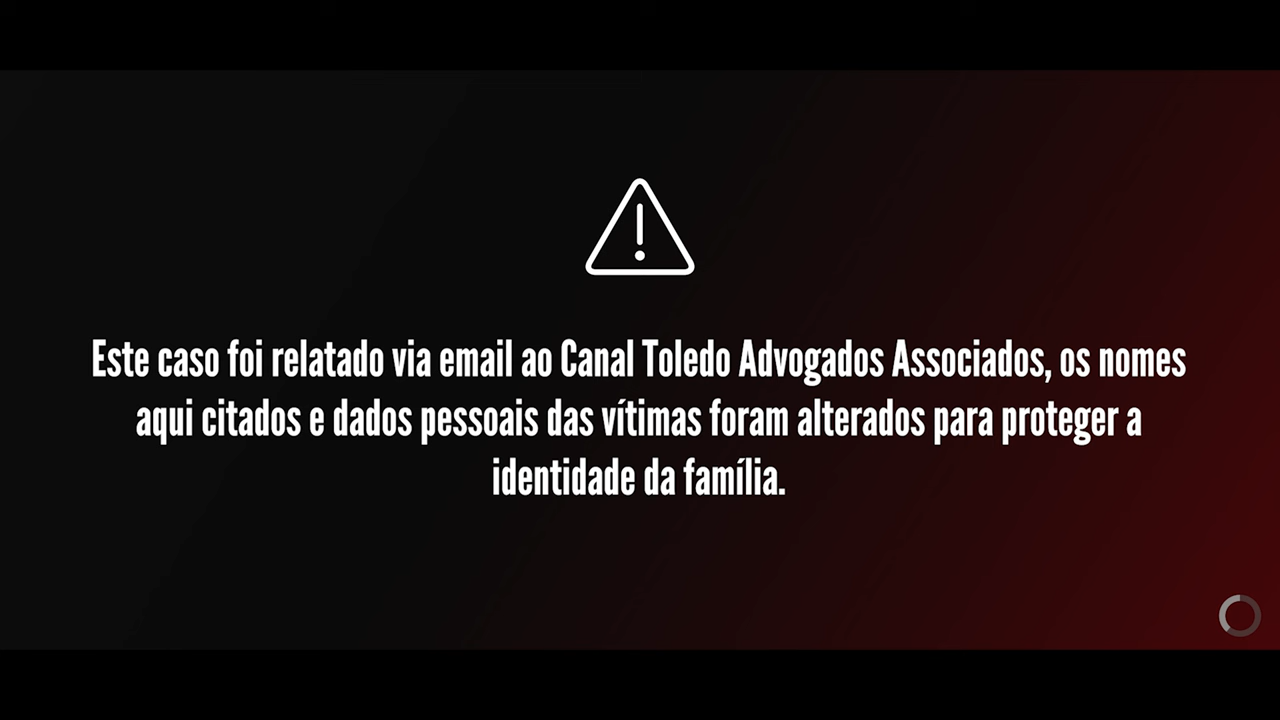 Este caso foi relatado via email ao Canal Toledo Advogados Associados, os nomes
aqui citados e dados pessoais das vítimas foram alterados para proteger a
identidade da família.